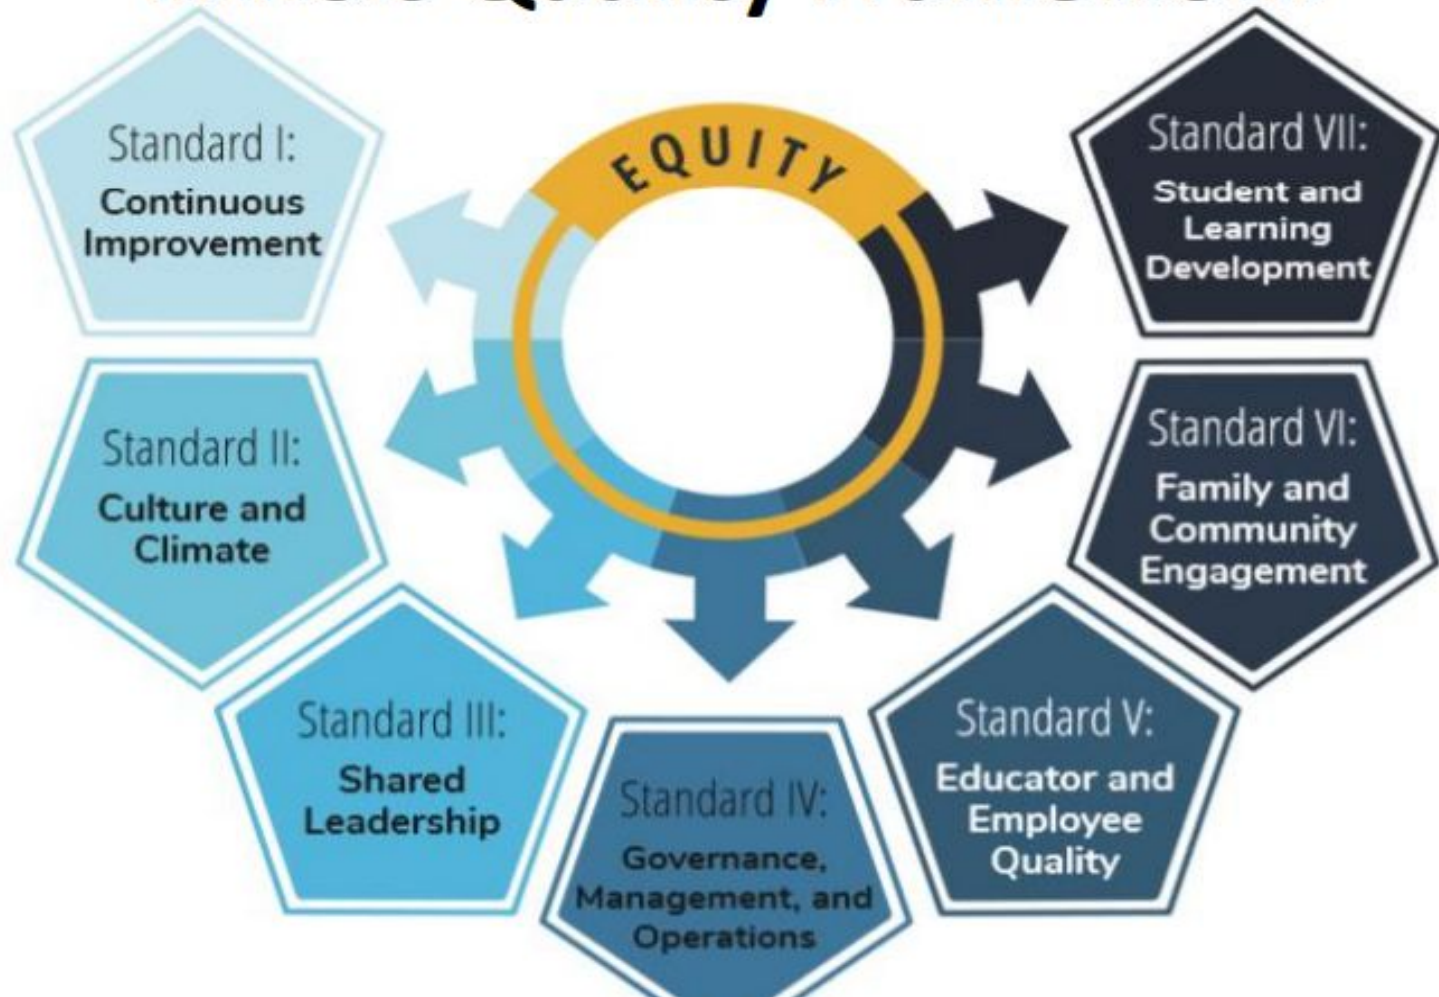 EQUITY
Standard I:
Continuous
Improvement
Standard II:
Culture and
Climate
Standard III:
Shared
Leadership
Standard IV:
Governance,
Management, and
Operations
Standard V:
Educator and
Employee
Quality
Standard VI:
Family and
Community
Engagement
Standard VII:
Student and
Learning
Development